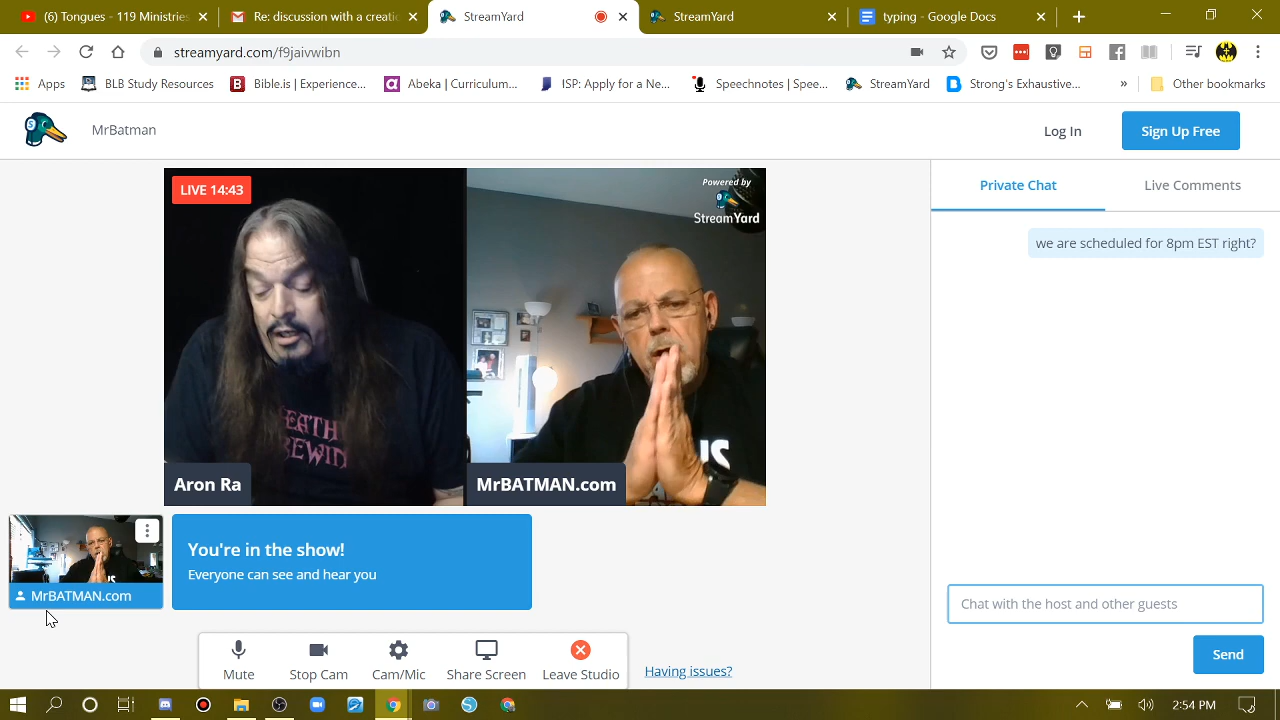 (6) Tongues - 119 Ministries
Re: discussion with a creatio
StreamYard
StreamYard
typing - Google Docs
streamyard.com/f9jaivwibn
Apps
BLB Study Resources
Bible.is | Experience...
Abeka | Curriculum...
ISP: Apply for a Ne...
Speechnotes | Spee...
StreamYard
Strong's Exhaustive...
»
Other bookmarks
MrBatman
Log In
Sign Up Free
LIVE 14:43
Powered by
StreamYard
Aron Ra
MrBATMAN.com
Private Chat
Live Comments
we are scheduled for 8pm EST right?
MrBATMAN.com
You're in the show!
Everyone can see and hear you
Mute
Stop Cam
Cam/Mic
Share Screen
Leave Studio
Having issues?
Chat with the host and other guests
Send
2:54 PM